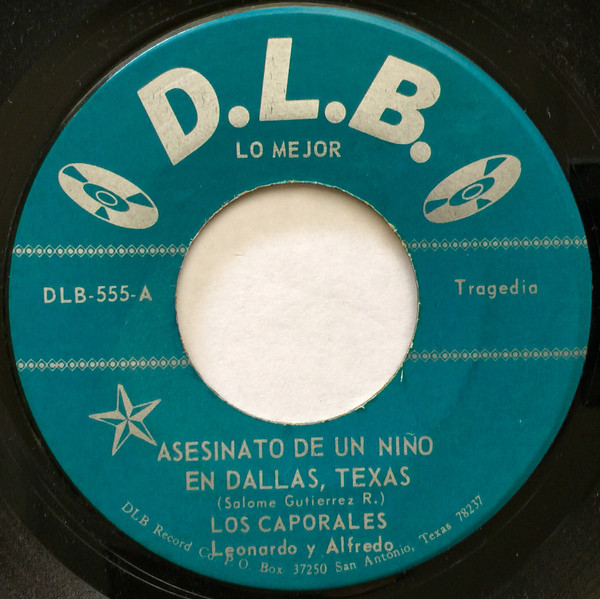 D.L.B.
LO MEJOR
DLB-555-A
Tragedia
ASESINATO DE UN NIÑO
EN DALLAS, TEXAS
(Salome Gutierrez R.)
LOS CAPORALES
Leonardo y Alfredo
DLB Record Co P.O Box 37250 San Antonio, Texas 78237